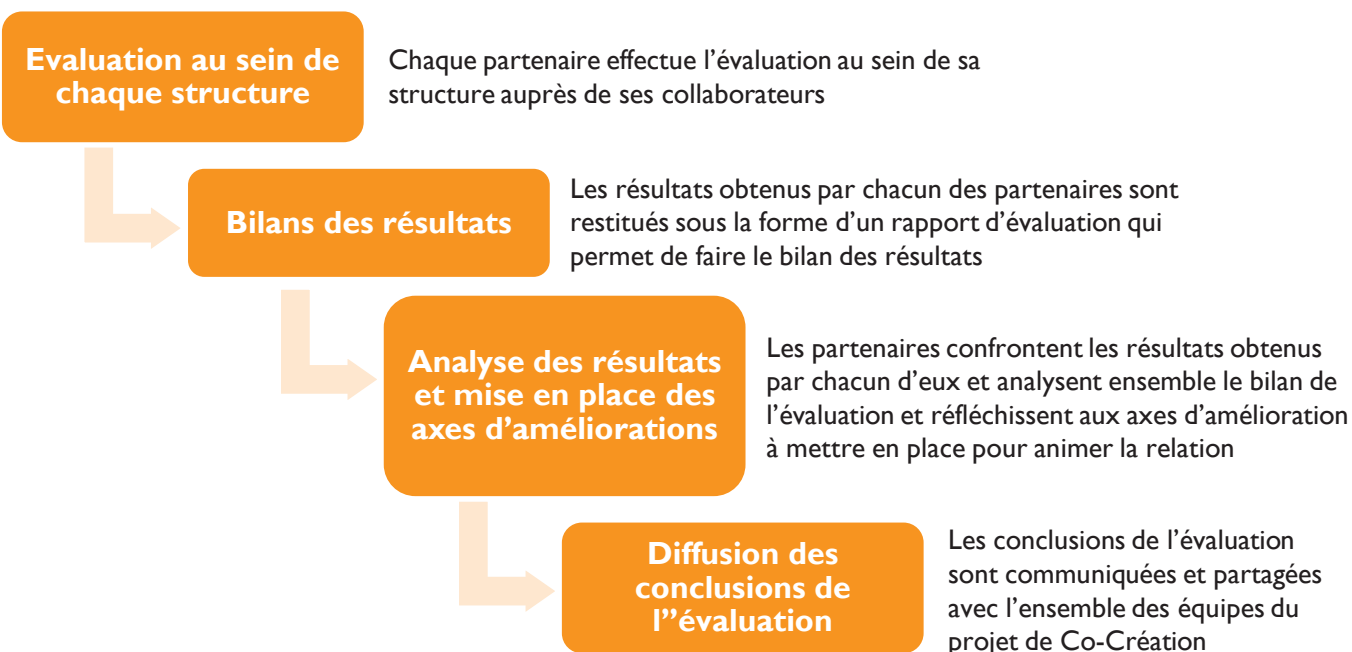 Evaluation au sein de
chaque structure
Chaque partenaire effectue l’évaluation au sein de sa
structure auprès de ses collaborateurs
Bilans des résultats
Les résultats obtenus par chacun des partenaires sont
restitués sous la forme d’un rapport d’évaluation qui
permet de faire le bilan des résultats
Analyse des résultats
et mise en place des
axes d’améliorations
Les partenaires confrontent les résultats obtenus
par chacun d’eux et analysent ensemble le bilan de
l’évaluation et réfléchissent aux axes d’amélioration
à mettre en place pour animer la relation
Diffusion des
conclusions de
l’’évaluation
Les conclusions de l’évaluation
sont communiquées et partagées
avec l’ensemble des équipes du
projet de Co-Création